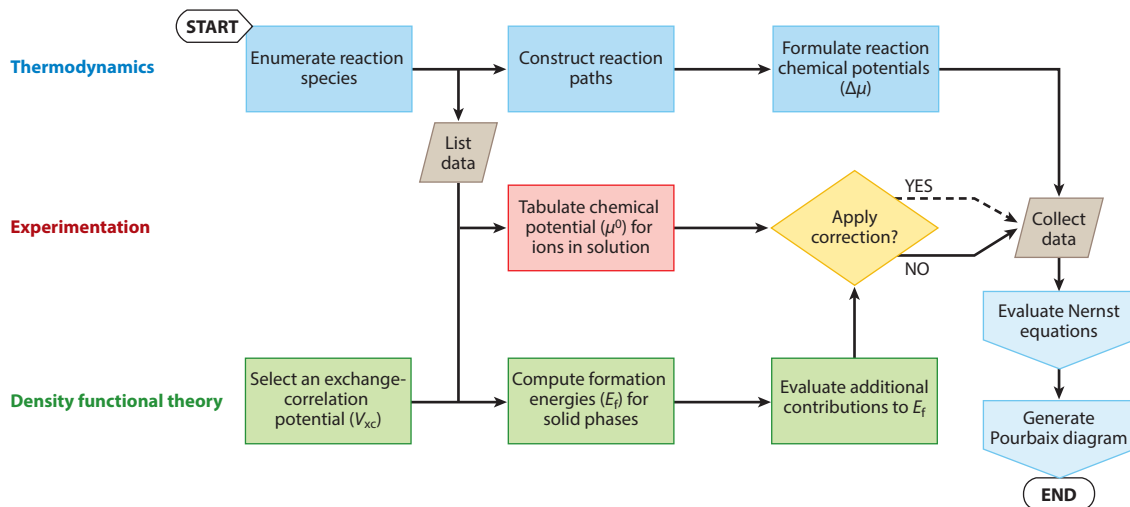 START
Thermodynamics
Enumerate reaction
species
Construct reaction
paths
Formulate reaction
chemical potentials
(Δμ)
List
data
Experimentation
Tabulate chemical
potential (μ⁰) for
ions in solution
Apply
correction?
YES
NO
Collect
data
Evaluate Nernst
equations
Density functional theory
Select an exchange-
correlation
potential (Vxc)
Compute formation
energies (Ef) for
solid phases
Evaluate additional
contributions to Ef
Generate
Pourbaix diagram
END